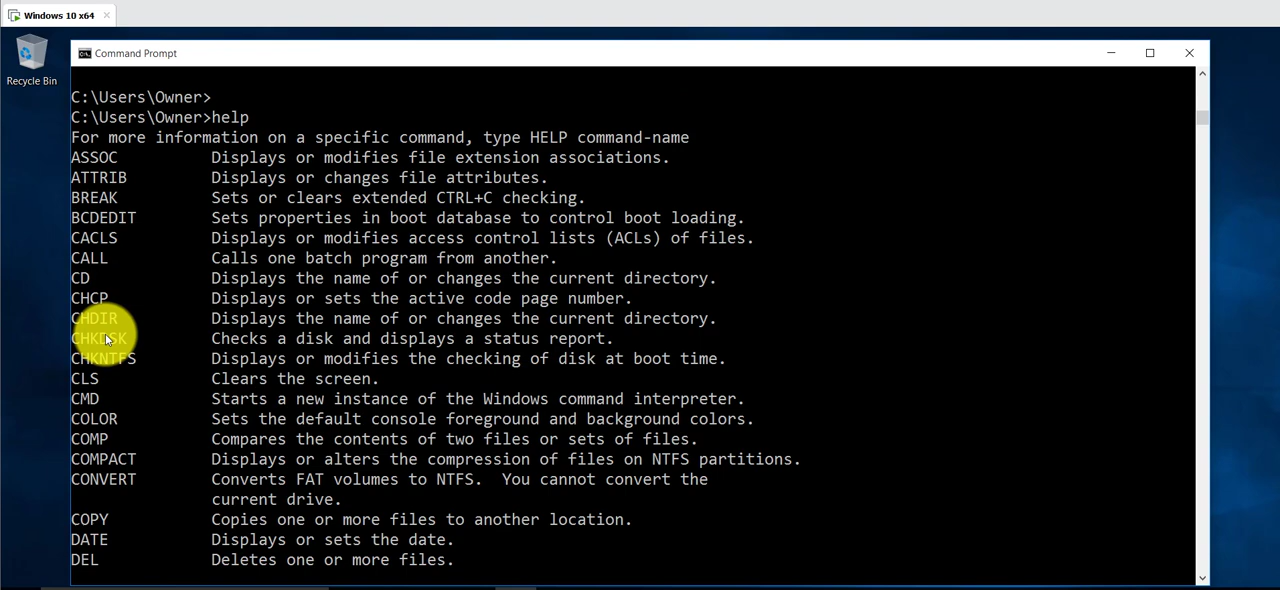 Windows 10 x64
Recycle Bin
Command Prompt
C:\Users\Owner>
C:\Users\Owner>help
For more information on a specific command, type HELP command-name
ASSOC          Displays or modifies file extension associations.
ATTRIB         Displays or changes file attributes.
BREAK          Sets or clears extended CTRL+C checking.
BCDEDIT        Sets properties in boot database to control boot loading.
CACLS          Displays or modifies access control lists (ACLs) of files.
CALL           Calls one batch program from another.
CD             Displays the name of or changes the current directory.
CHCP           Displays or sets the active code page number.
CHDIR          Displays the name of or changes the current directory.
CHKDSK         Checks a disk and displays a status report.
CHKNTFS        Displays or modifies the checking of disk at boot time.
CLS            Clears the screen.
CMD            Starts a new instance of the Windows command interpreter.
COLOR          Sets the default console foreground and background colors.
COMP           Compares the contents of two files or sets of files.
COMPACT        Displays or alters the compression of files on NTFS partitions.
CONVERT        Converts FAT volumes to NTFS.  You cannot convert the
               current drive.
COPY           Copies one or more files to another location.
DATE           Displays or sets the date.
DEL            Deletes one or more files.